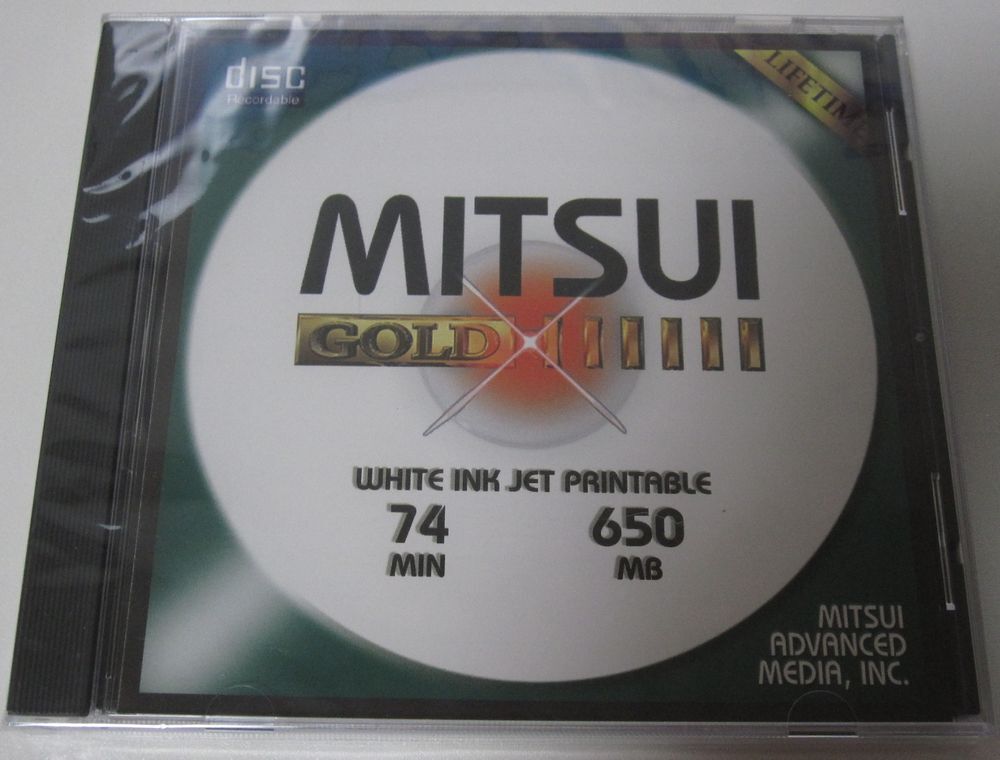 disc
Recordable
LIFETIME
MITSUI
GOLD
WHITE INK JET PRINTABLE
74
MIN
650
MB
MITSUI
ADVANCED
MEDIA, INC.